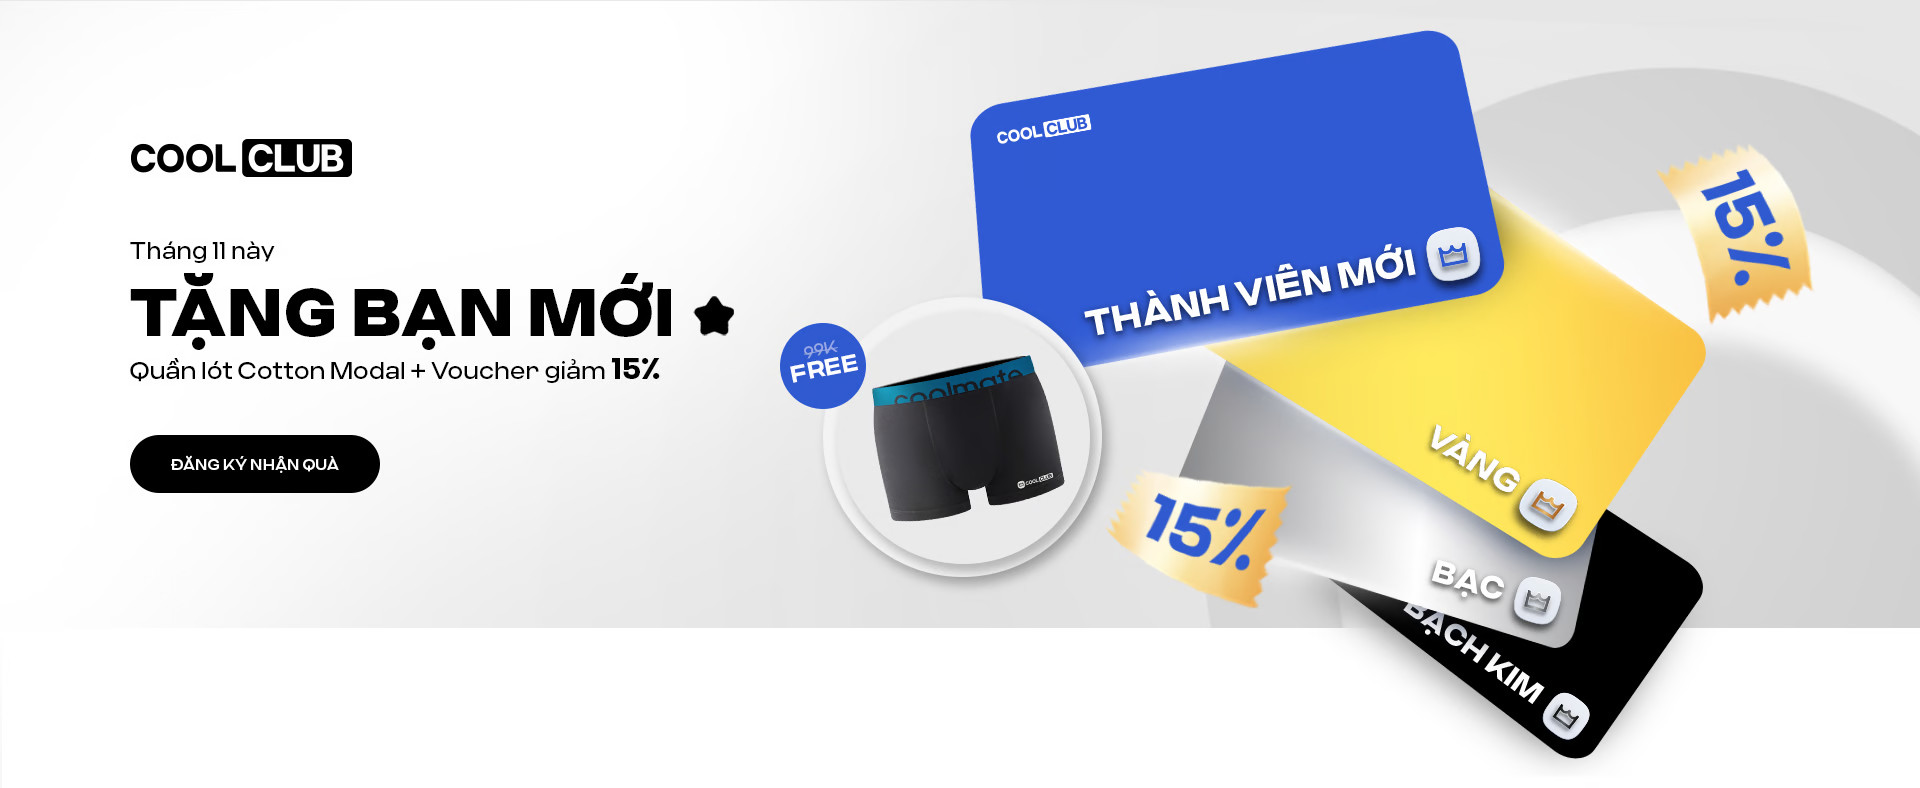 COOL CLUB
Tháng 11 này
TẶNG BẠN MỚI
Quần lót Cotton Modal + Voucher giảm 15%
ĐĂNG KÝ NHẬN QUÀ
99K
FREE
coolmate
COOL CLUB
COOL CLUB
THÀNH VIÊN MỚI
VÀNG
BẠC
BẠCH KIM
15%
15%